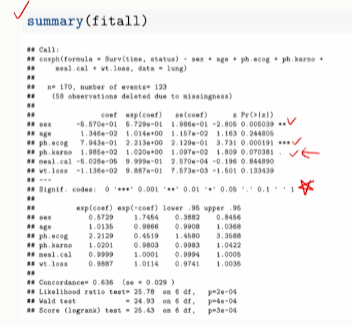 summary(fitall)
## Call:
## coxph(formula = Surv(time, status) ~ sex + age + ph.ecog + ph.karno +
## meal.cal + wt.loss, data = lung)
##
## n= 170, number of events= 123
## (58 observations deleted due to missingness)
##
## coef exp(coef) se(coef) z Pr(>|z|)
## sex -5.570e-01 5.729e-01 1.986e-01 -2.805 0.005039 **
## age 1.346e-02 1.014e+00 1.157e-02 1.163 0.244805
## ph.ecog 7.943e-01 2.213e+00 2.129e-01 3.731 0.000191 ***
## ph.karno 1.985e-02 1.020e+00 1.097e-02 1.809 0.070381 .
## meal.cal -5.028e-05 9.999e-01 2.570e-04 -0.196 0.844890
## wt.loss -1.136e-02 9.887e-01 7.573e-03 -1.501 0.133439
## ---
## Signif. codes: 0 '***' 0.001 '**' 0.01 '*' 0.05 '.' 0.1 ' ' 1
##
## exp(coef) exp(-coef) lower .95 upper .95
## sex 0.5729 1.7454 0.3882 0.8456
## age 1.0135 0.9866 0.9908 1.0368
## ph.ecog 2.2129 0.4519 1.4580 3.3588
## ph.karno 1.0201 0.9803 0.9983 1.0422
## meal.cal 0.9999 1.0001 0.9994 1.0005
## wt.loss 0.9887 1.0114 0.9741 1.0035
##
## Concordance= 0.636 (se = 0.029 )
## Likelihood ratio test= 25.78 on 6 df, p=2e-04
## Wald test = 24.93 on 6 df, p=4e-04
## Score (logrank) test = 25.43 on 6 df, p=3e-04